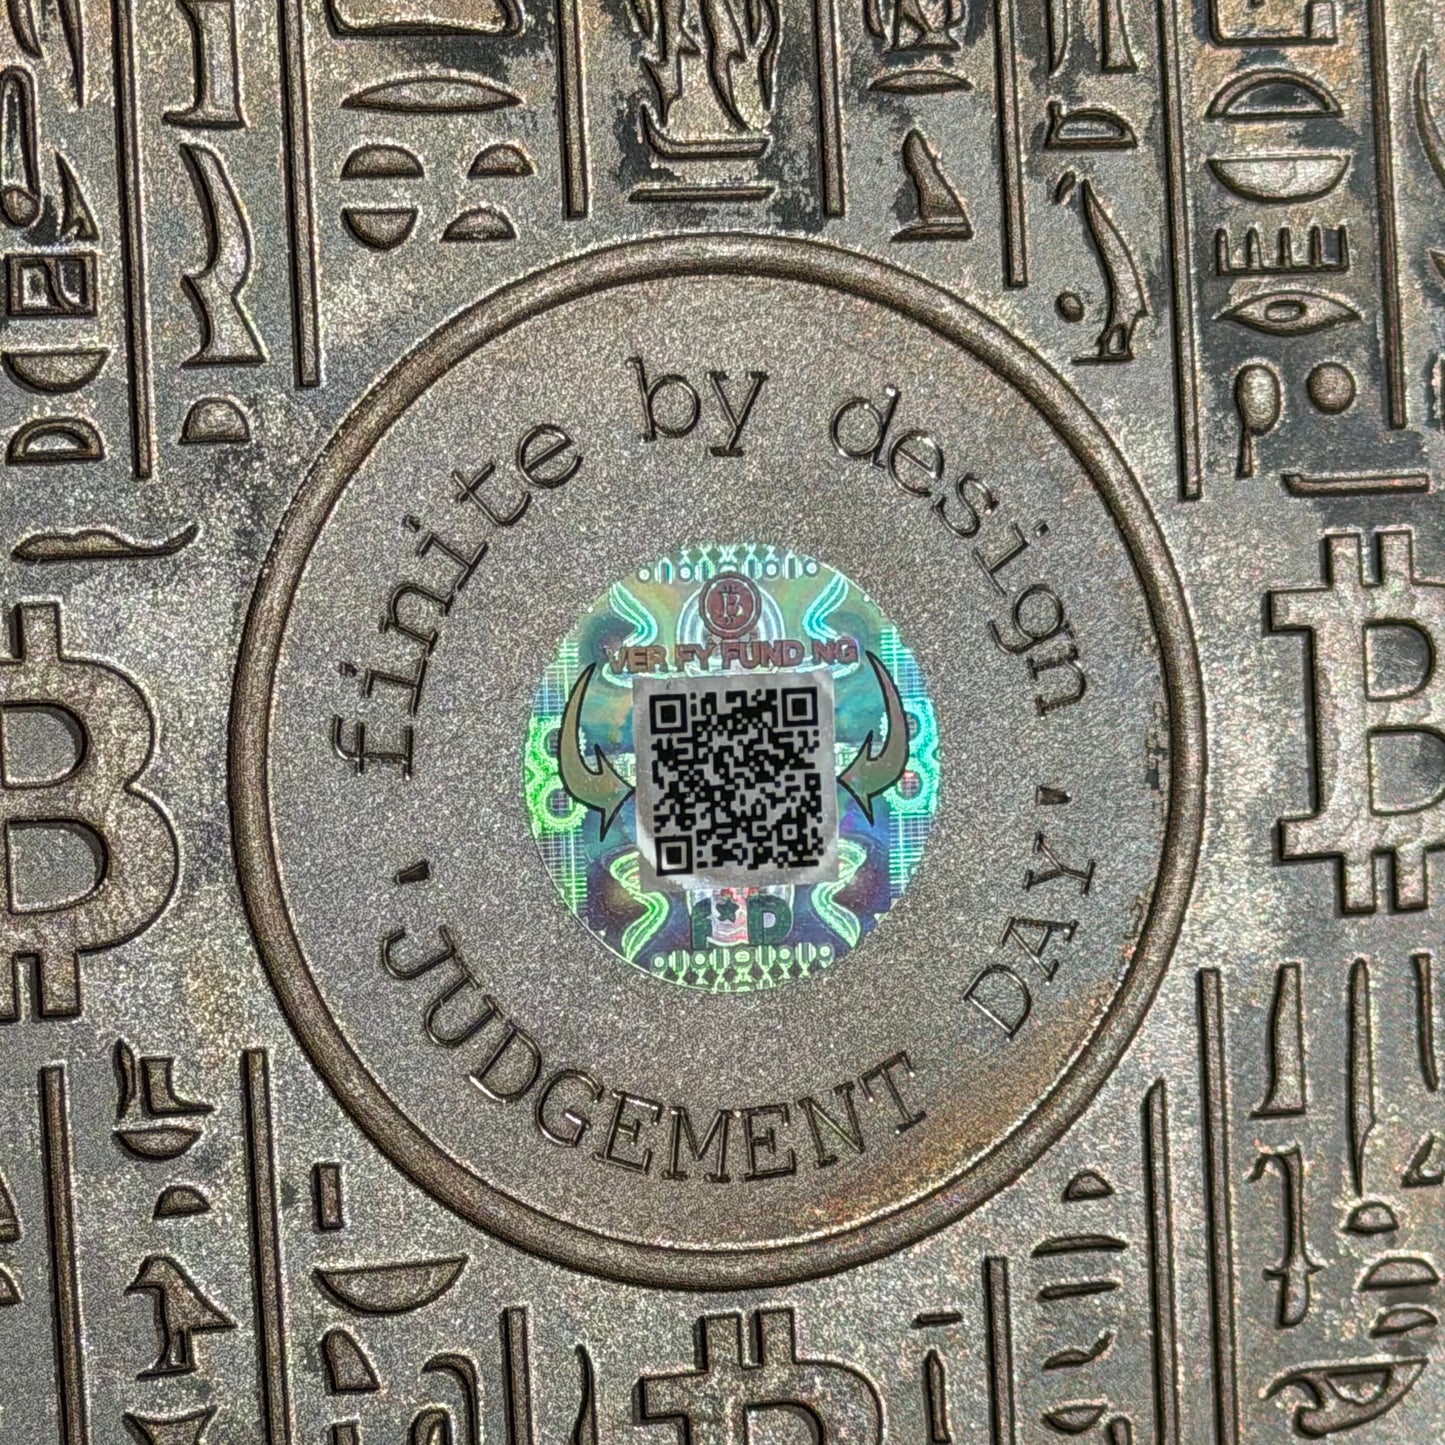 finite by design
VERIFY FUNDING
'JUDGEMENT DAY'